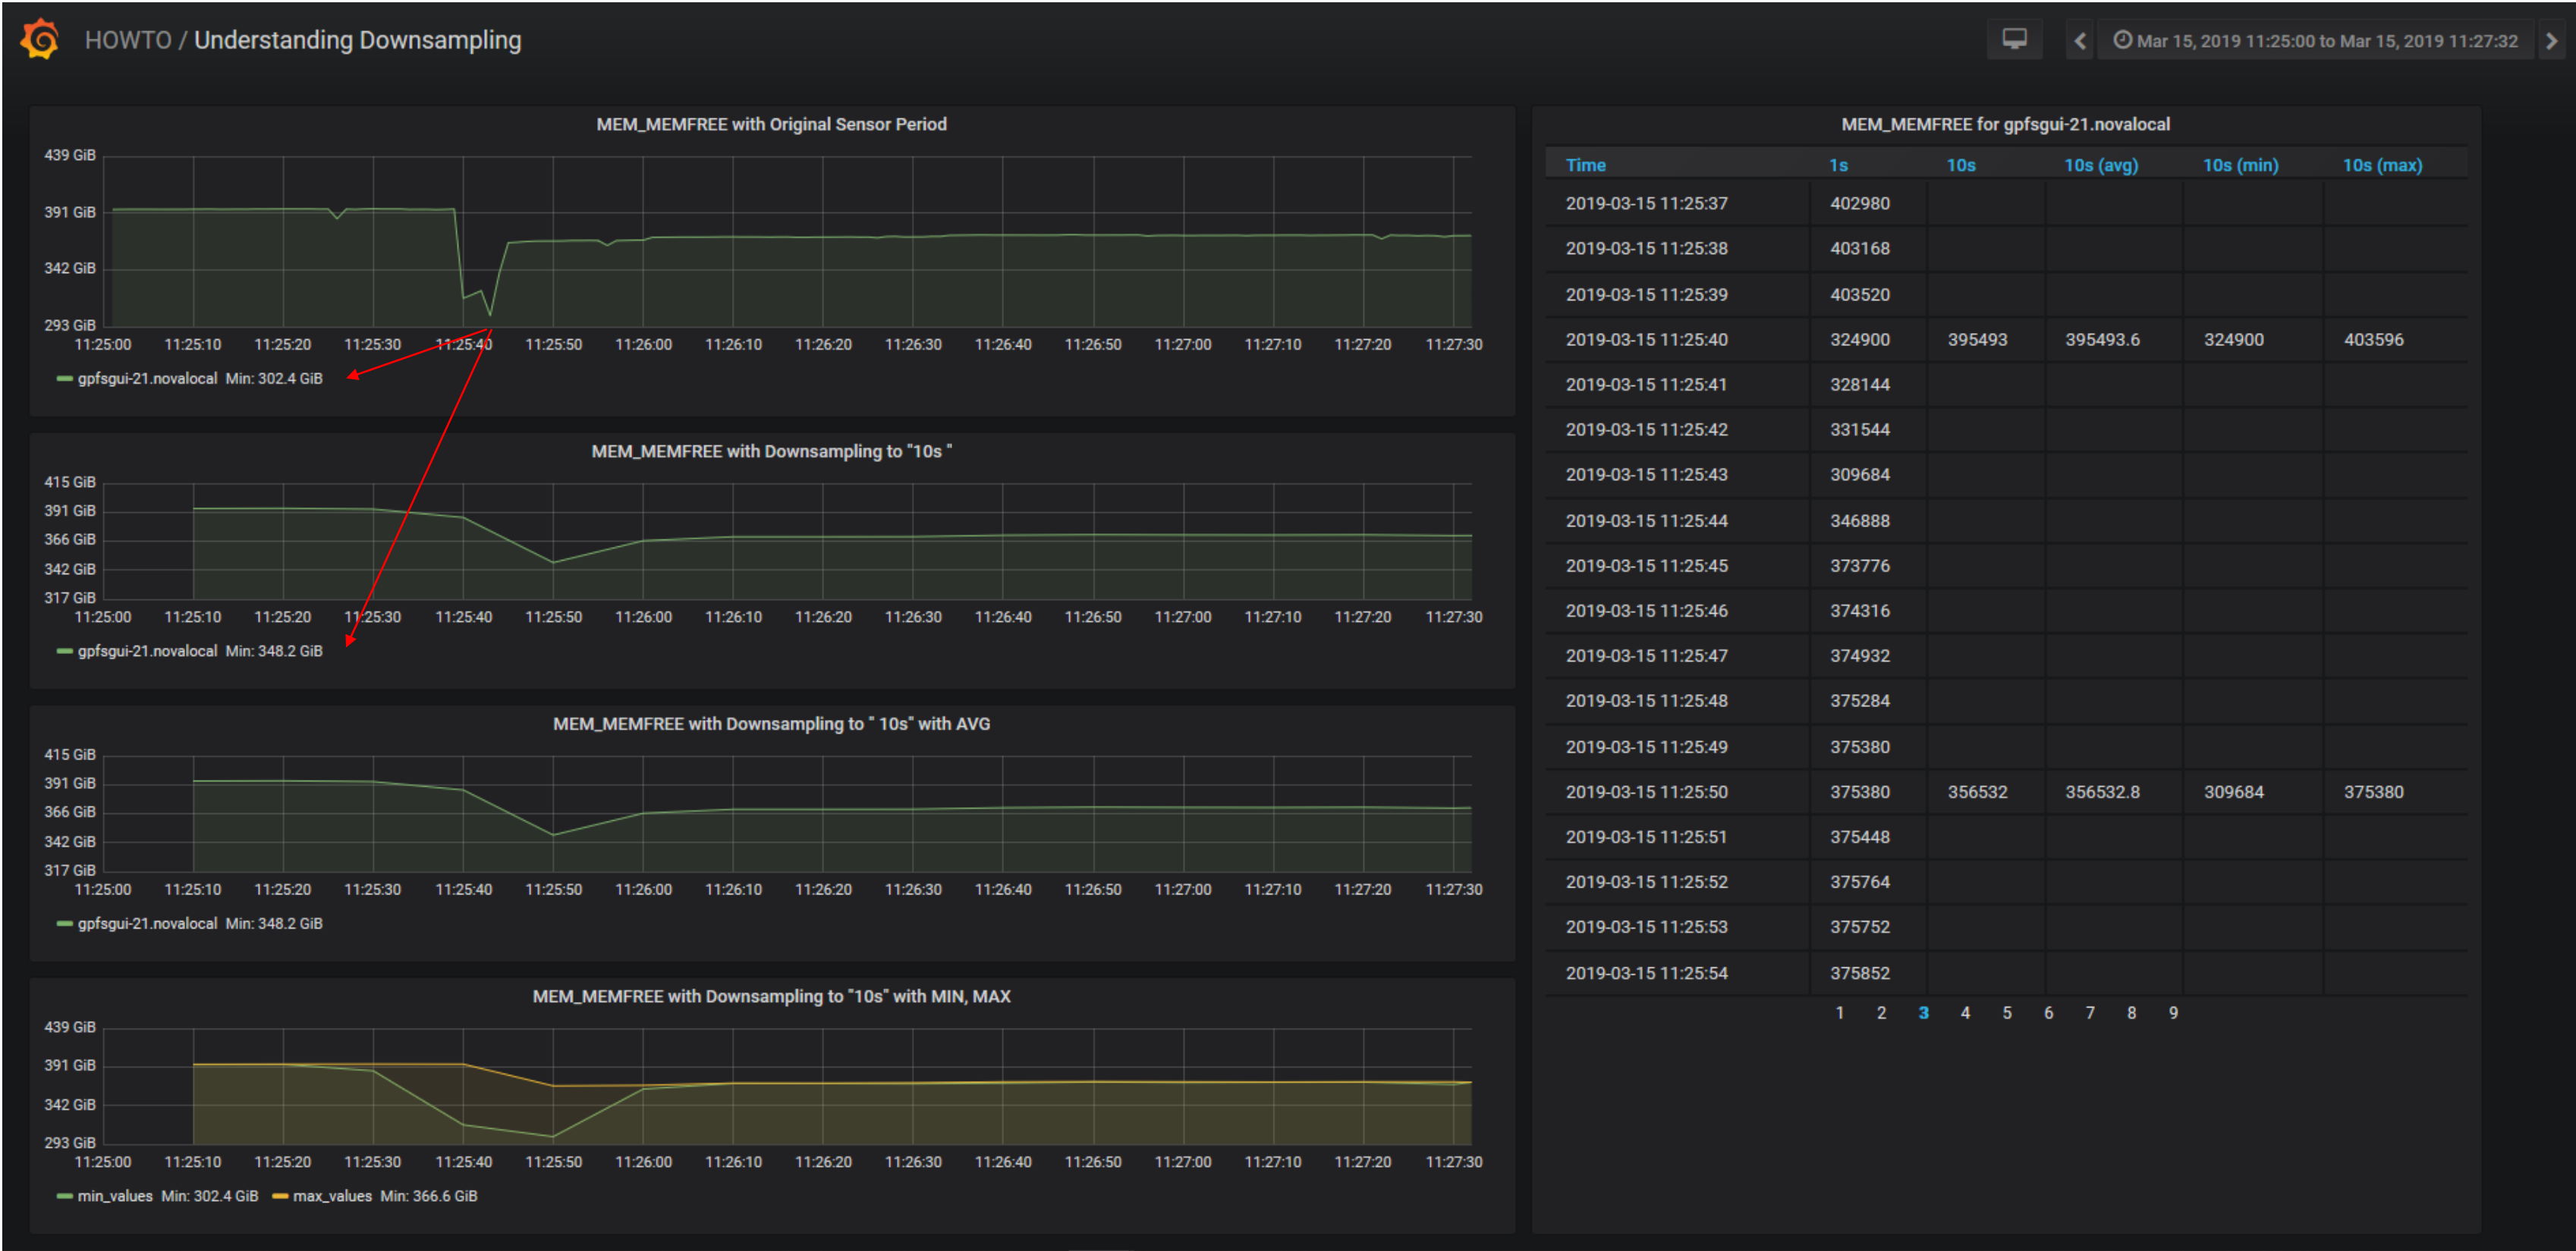 HOWTO / Understanding Downsampling
Mar 15, 2019 11:25:00 to Mar 15, 2019 11:27:32
MEM_MEMFREE with Original Sensor Period
439 GiB
391 GiB
342 GiB
293 GiB
11:25:00 11:25:10 11:25:20 11:25:30 11:25:40 11:25:50 11:26:00 11:26:10 11:26:20 11:26:30 11:26:40 11:26:50 11:27:00 11:27:10 11:27:20 11:27:30
gpfsgui-21.novalocal Min: 302.4 GiB
MEM_MEMFREE with Downsampling to "10s "
415 GiB
391 GiB
366 GiB
342 GiB
317 GiB
11:25:00 11:25:10 11:25:20 11:25:30 11:25:40 11:25:50 11:26:00 11:26:10 11:26:20 11:26:30 11:26:40 11:26:50 11:27:00 11:27:10 11:27:20 11:27:30
gpfsgui-21.novalocal Min: 348.2 GiB
MEM_MEMFREE with Downsampling to " 10s" with AVG
415 GiB
391 GiB
366 GiB
342 GiB
317 GiB
11:25:00 11:25:10 11:25:20 11:25:30 11:25:40 11:25:50 11:26:00 11:26:10 11:26:20 11:26:30 11:26:40 11:26:50 11:27:00 11:27:10 11:27:20 11:27:30
gpfsgui-21.novalocal Min: 348.2 GiB
MEM_MEMFREE with Downsampling to "10s" with MIN, MAX
439 GiB
391 GiB
342 GiB
293 GiB
11:25:00 11:25:10 11:25:20 11:25:30 11:25:40 11:25:50 11:26:00 11:26:10 11:26:20 11:26:30 11:26:40 11:26:50 11:27:00 11:27:10 11:27:20 11:27:30
min_values Min: 302.4 GiB max_values Min: 366.6 GiB
MEM_MEMFREE for gpfsgui-21.novalocal
Time 1s 10s 10s (avg) 10s (min) 10s (max)
2019-03-15 11:25:37 402980
2019-03-15 11:25:38 403168
2019-03-15 11:25:39 403520
2019-03-15 11:25:40 324900 395493 395493.6 324900 403596
2019-03-15 11:25:41 328144
2019-03-15 11:25:42 331544
2019-03-15 11:25:43 309684
2019-03-15 11:25:44 346888
2019-03-15 11:25:45 373776
2019-03-15 11:25:46 374316
2019-03-15 11:25:47 374932
2019-03-15 11:25:48 375284
2019-03-15 11:25:49 375380
2019-03-15 11:25:50 375380 356532 356532.8 309684 375380
2019-03-15 11:25:51 375448
2019-03-15 11:25:52 375764
2019-03-15 11:25:53 375752
2019-03-15 11:25:54 375852
1 2 3 4 5 6 7 8 9